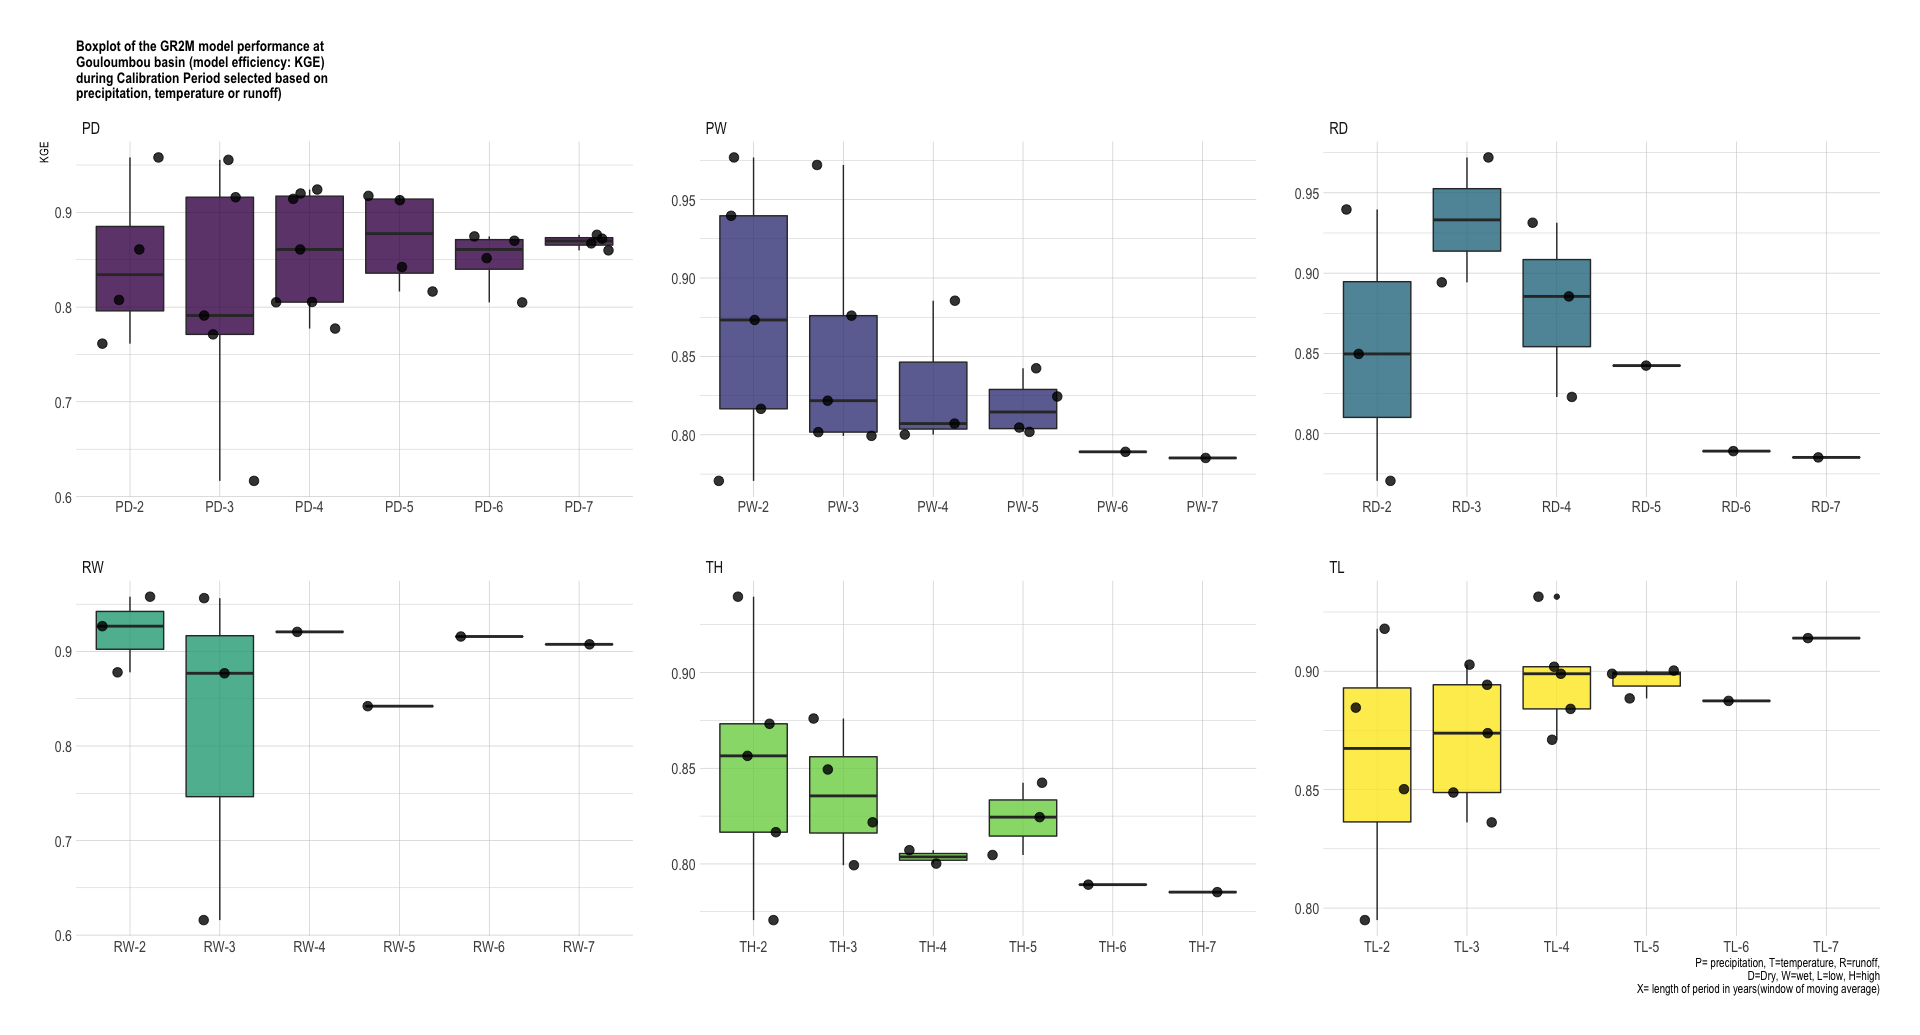 Boxplot of the GR2M model performance at
Gouloumbou basin (model efficiency: KGE)
during Calibration Period selected based on
precipitation, temperature or runoff)
PD
KGE
0.9
0.8
0.7
0.6
PD-2 PD-3 PD-4 PD-5 PD-6 PD-7
PW
0.95
0.90
0.85
0.80
PW-2 PW-3 PW-4 PW-5 PW-6 PW-7
RD
0.95
0.90
0.85
0.80
RD-2 RD-3 RD-4 RD-5 RD-6 RD-7
RW
0.9
0.8
0.7
0.6
RW-2 RW-3 RW-4 RW-5 RW-6 RW-7
TH
0.90
0.85
0.80
TH-2 TH-3 TH-4 TH-5 TH-6 TH-7
TL
0.90
0.85
0.80
TL-2 TL-3 TL-4 TL-5 TL-6 TL-7
P= precipitation, T=temperature, R=runoff,
D=Dry, W=wet, L=low, H=high
X= length of period in years(window of moving average)